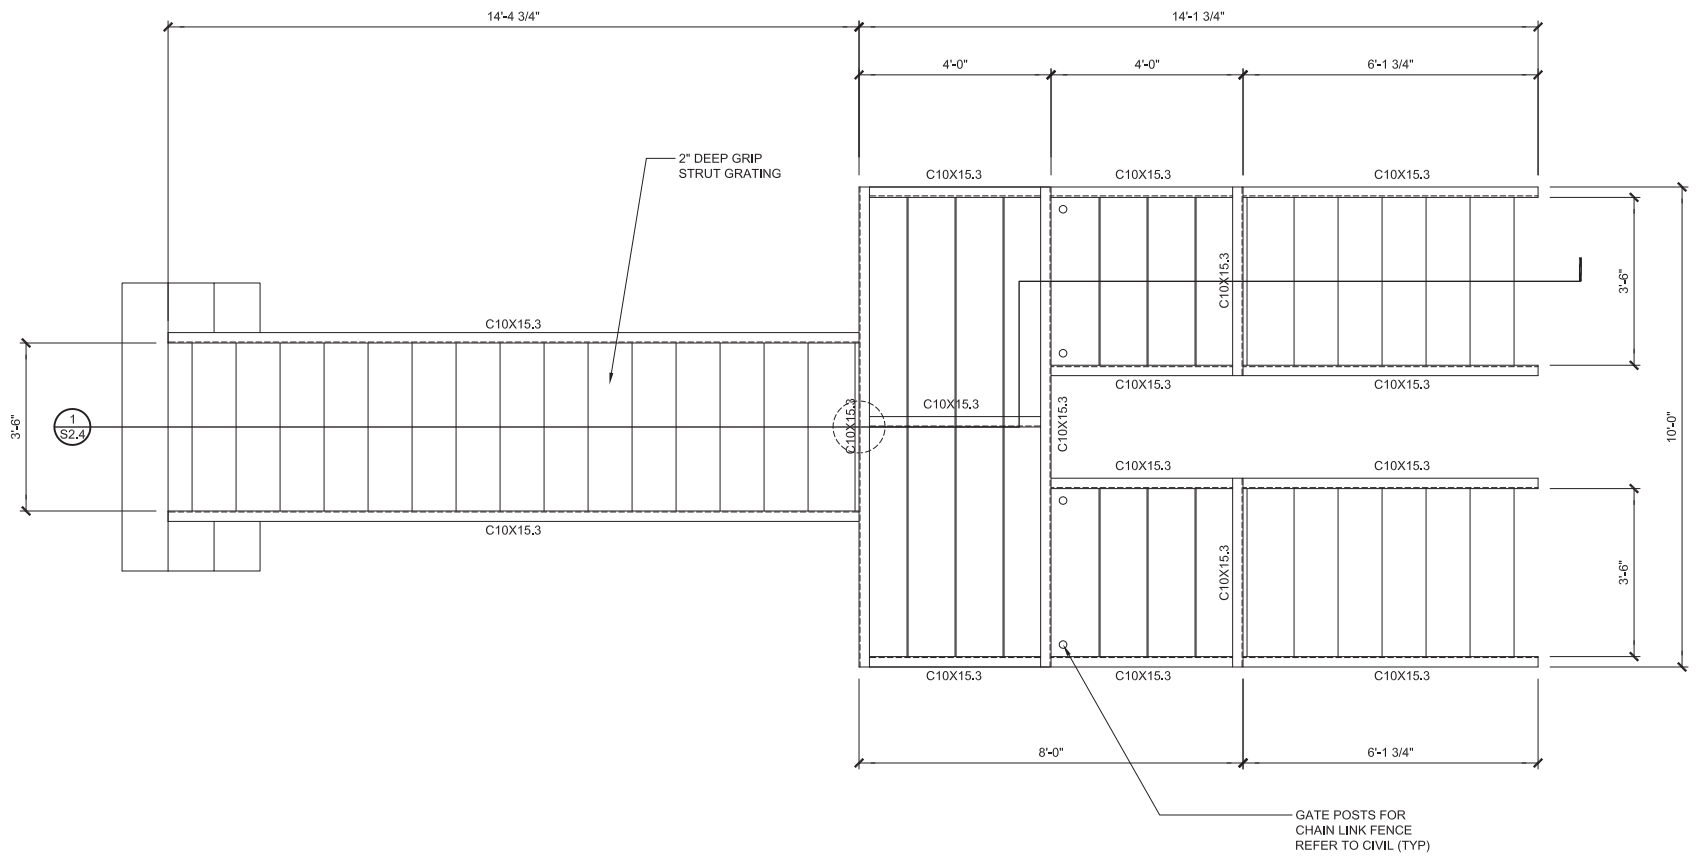 14'-4 3/4"
14'-1 3/4"
4'-0"
4'-0"
6'-1 3/4"
2" DEEP GRIP
STRUT GRATING
C10X15.3
C10X15.3
C10X15.3
C10X15.3
3'-6"
C10X15.3
C10X15.3
C10X15.3
C10X15.3
C10X15.3
C10X15.3
3'-6"
1
S2.4
C10X15.3
10'-0"
C10X15.3
C10X15.3
C10X15.3
C10X15.3
3'-6"
C10X15.3
C10X15.3
C10X15.3
8'-0"
6'-1 3/4"
GATE POSTS FOR
CHAIN LINK FENCE
REFER TO CIVIL (TYP)